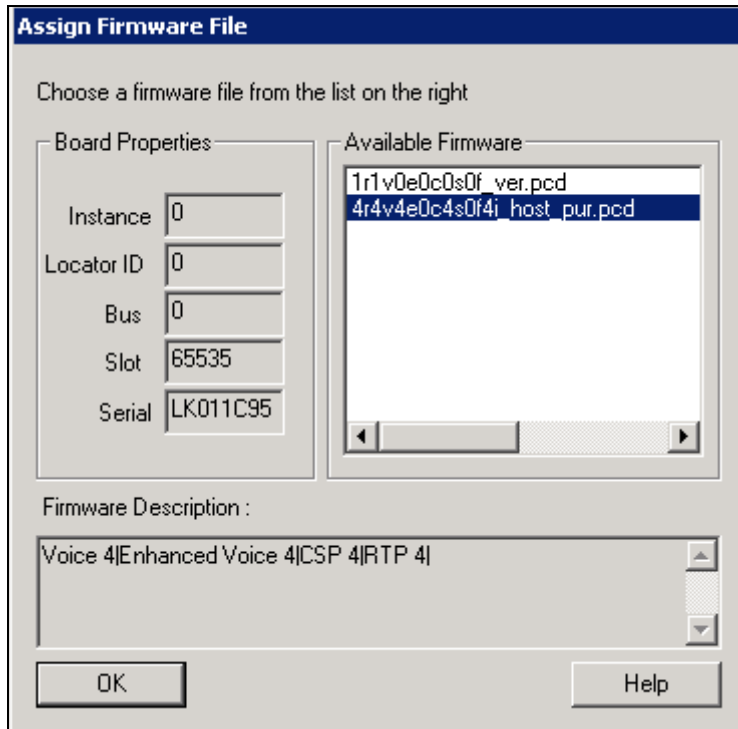 Assign Firmware File
Choose a firmware file from the list on the right
Board Properties
Instance 0
Locator ID 0
Bus 0
Slot 65535
Serial LK011C95
Available Firmware
1r1v0e0c0s0f_ver.pcd
4r4v4e0c4s0f4i_host_pur.pcd
Firmware Description :
Voice 4|Enhanced Voice 4|CSP 4|RTP 4|
OK
Help